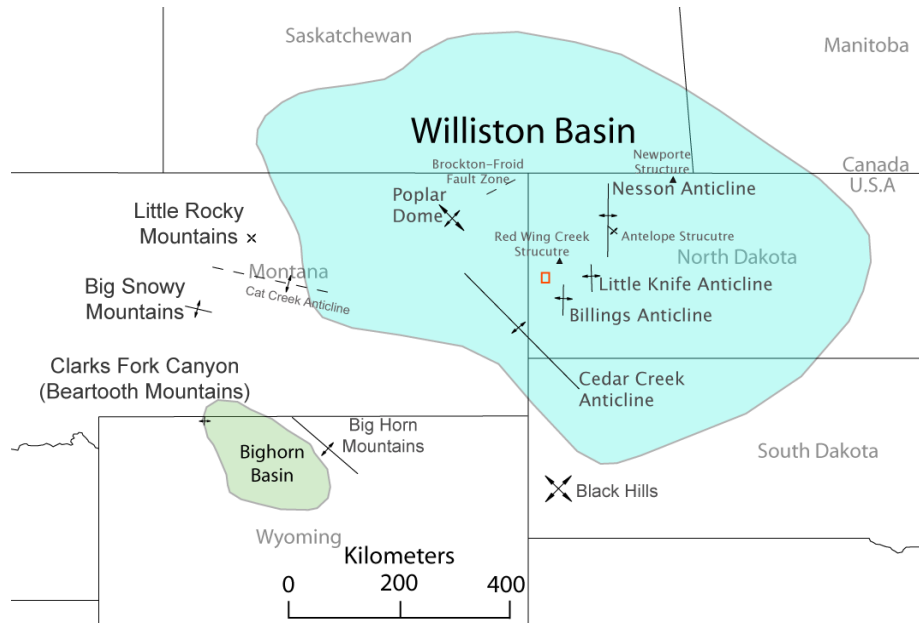 Saskatchewan
Manitoba
Williston Basin
Brockton-Froid
Fault Zone
Newporte
Structure
Canada
U.S.A
Poplar
Dome
Nesson Anticline
Little Rocky
Mountains
Red Wing Creek
Strucutre
Antelope Strucutre
North Dakota
Montana
Cat Creek Anticline
Little Knife Anticline
Big Snowy
Mountains
Billings Anticline
Clarks Fork Canyon
(Beartooth Mountains)
Cedar Creek
Anticline
Big Horn
Mountains
Bighorn
Basin
South Dakota
Black Hills
Wyoming
Kilometers
0 200 400